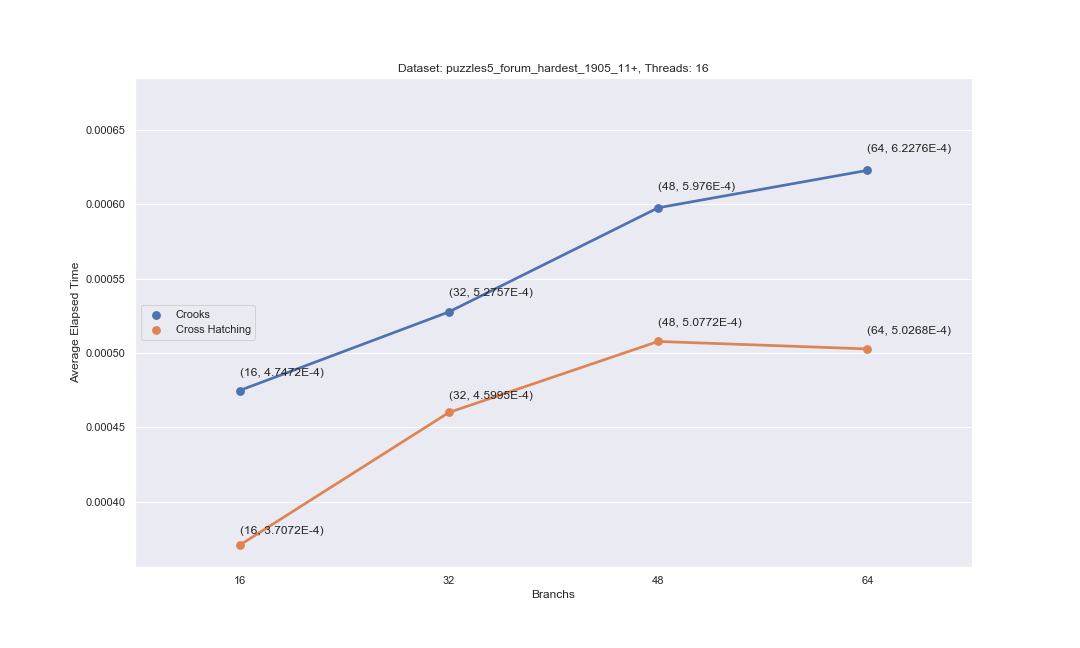 Dataset: puzzles5_forum_hardest_1905_11+, Threads: 16
0.00065
0.00060
0.00055
0.00050
0.00045
0.00040
Average Elapsed Time
(64, 6.2276E-4)
(48, 5.976E-4)
(32, 5.2757E-4)
(16, 4.7472E-4)
Crooks
Cross Hatching
(48, 5.0772E-4)
(64, 5.0268E-4)
(32, 4.5995E-4)
(16, 3.7072E-4)
16 32 48 64
Branchs